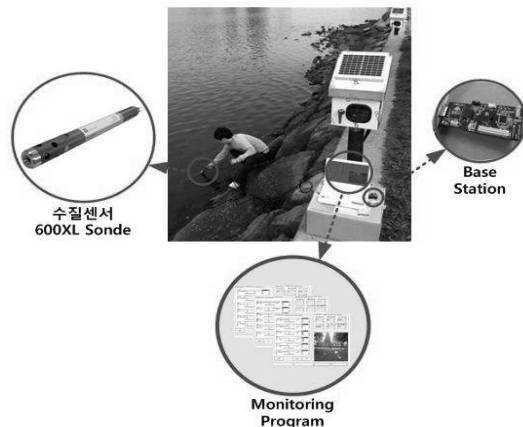 수질센서
600XL Sonde
Base
Station
Monitoring
Program